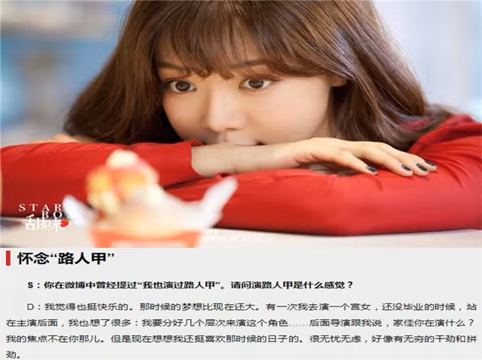 STAR
BO
甜心
怀念“路人甲”
S：你在微博中曾经提过“我也演过路人甲”。请问演路人甲是什么感觉？
D：我觉得也挺快乐的。那时候的梦想比现在还大。有一次我去演一个宫女，还没毕业的时候，站
在主演后面，我也想了很多：我要分好几个层次来演这个角色……后面导演跟我说，家佳你在演什么？
我的焦点不在你那儿。但是现在想想我还挺喜欢那时候的日子的。很无忧无虑，好像有无穷的干劲和拼
劲。